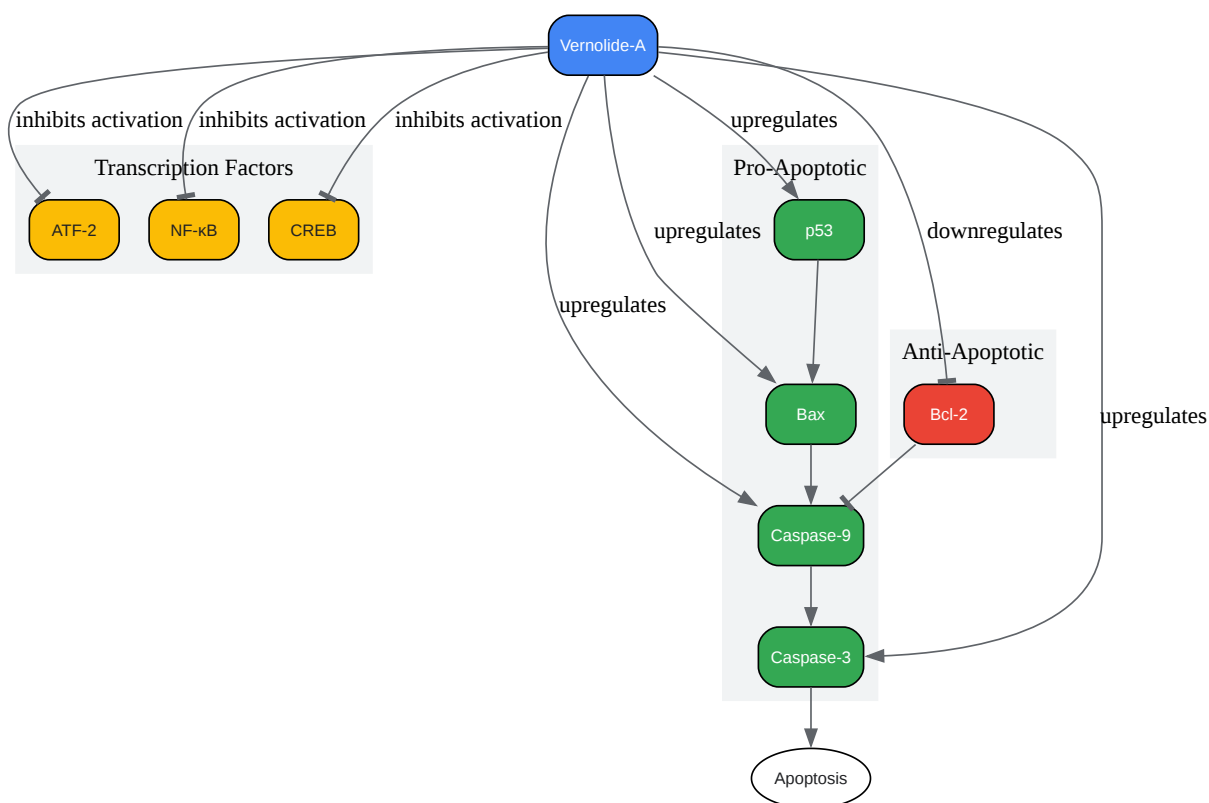 Vernolide-A
inhibits activation
inhibits activation
inhibits activation
upregulates
Transcription Factors
Pro-Apoptotic
ATF-2
NF-κB
CREB
upregulates
p53
downregulates
upregulates
Anti-Apoptotic
Bax
Bcl-2
upregulates
Caspase-9
Caspase-3
Apoptosis